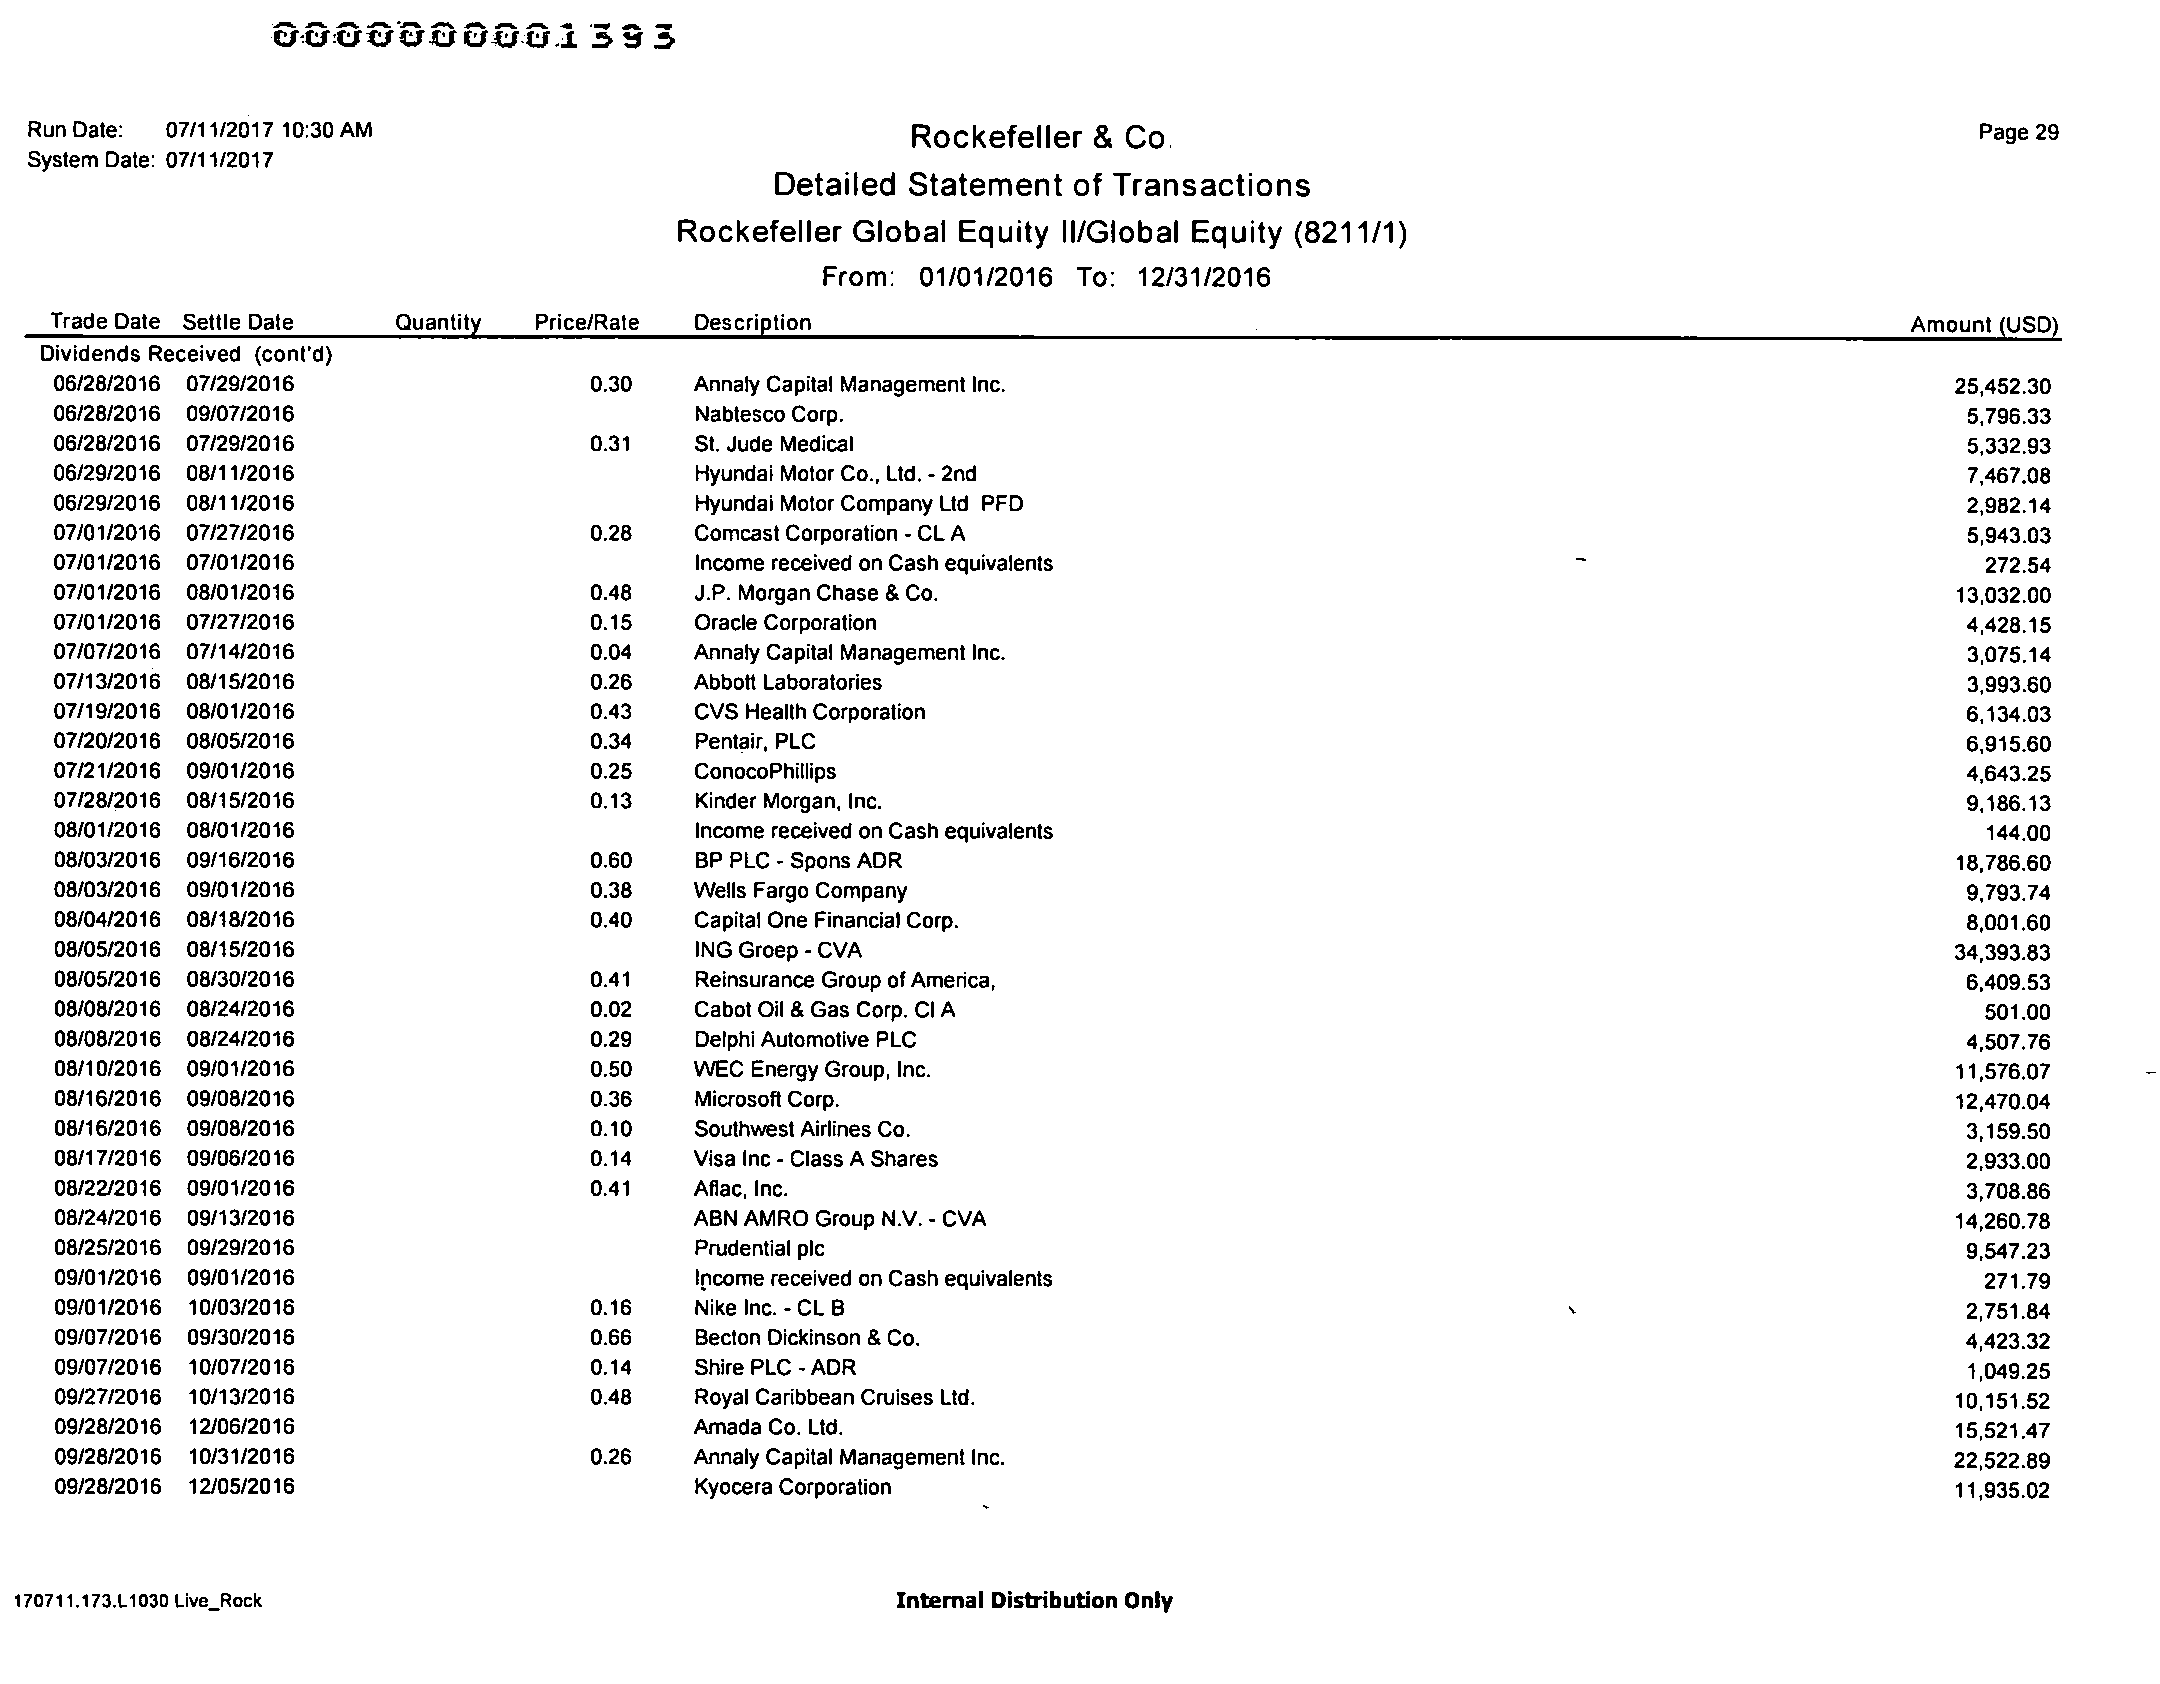 0000000001393
Run Date: 07/11/2017 10:30 AM
System Date: 07/11/2017
Rockefeller & Co.
Page 29
Detailed Statement of Transactions
Rockefeller Global Equity II/Global Equity (8211/1)
From: 01/01/2016 To: 12/31/2016
Trade Date Settle Date Quantity Price/Rate Description Amount (USD)
Dividends Received (cont'd)
06/28/2016 07/29/2016 0.30 Annaly Capital Management Inc. 25,452.30
06/28/2016 09/07/2016 Nabtesco Corp. 5,796.33
06/28/2016 07/29/2016 0.31 St. Jude Medical 5,332.93
06/29/2016 08/11/2016 Hyundai Motor Co., Ltd. - 2nd 7,467.08
06/29/2016 08/11/2016 Hyundai Motor Company Ltd PFD 2,982.14
07/01/2016 07/27/2016 0.28 Comcast Corporation - CL A 5,943.03
07/01/2016 07/01/2016 Income received on Cash equivalents 272.54
07/01/2016 08/01/2016 0.48 J.P. Morgan Chase & Co. 13,032.00
07/01/2016 07/27/2016 0.15 Oracle Corporation 4,428.15
07/07/2016 07/14/2016 0.04 Annaly Capital Management Inc. 3,075.14
07/13/2016 08/15/2016 0.26 Abbott Laboratories 3,993.60
07/19/2016 08/01/2016 0.43 CVS Health Corporation 6,134.03
07/20/2016 08/05/2016 0.34 Pentair, PLC 6,915.60
07/21/2016 09/01/2016 0.25 ConocoPhillips 4,643.25
07/28/2016 08/15/2016 0.13 Kinder Morgan, Inc. 9,186.13
08/01/2016 08/01/2016 Income received on Cash equivalents 144.00
08/03/2016 09/16/2016 0.60 BP PLC - Spons ADR 18,786.60
08/03/2016 09/01/2016 0.38 Wells Fargo Company 9,793.74
08/04/2016 08/18/2016 0.40 Capital One Financial Corp. 8,001.60
08/05/2016 08/15/2016 ING Groep - CVA 34,393.83
08/05/2016 08/30/2016 0.41 Reinsurance Group of America, 6,409.53
08/08/2016 08/24/2016 0.02 Cabot Oil & Gas Corp. Cl A 501.00
08/08/2016 08/24/2016 0.29 Delphi Automotive PLC 4,507.76
08/10/2016 09/01/2016 0.50 WEC Energy Group, Inc. 11,576.07
08/16/2016 09/08/2016 0.36 Microsoft Corp. 12,470.04
08/16/2016 09/08/2016 0.10 Southwest Airlines Co. 3,159.50
08/17/2016 09/06/2016 0.14 Visa Inc - Class A Shares 2,933.00
08/22/2016 09/01/2016 0.41 Aflac, Inc. 3,708.86
08/24/2016 09/13/2016 ABN AMRO Group N.V. - CVA 14,260.78
08/25/2016 09/29/2016 Prudential plc 9,547.23
09/01/2016 09/01/2016 Income received on Cash equivalents 271.79
09/01/2016 10/03/2016 0.16 Nike Inc. - CL B 2,751.84
09/07/2016 09/30/2016 0.66 Becton Dickinson & Co. 4,423.32
09/07/2016 10/07/2016 0.14 Shire PLC - ADR 1,049.25
09/27/2016 10/13/2016 0.48 Royal Caribbean Cruises Ltd. 10,151.52
09/28/2016 12/06/2016 Amada Co. Ltd. 15,521.47
09/28/2016 10/31/2016 0.26 Annaly Capital Management Inc. 22,522.89
09/28/2016 12/05/2016 Kyocera Corporation 11,935.02
170711.173.L1030 Live_Rock
Internal Distribution Only